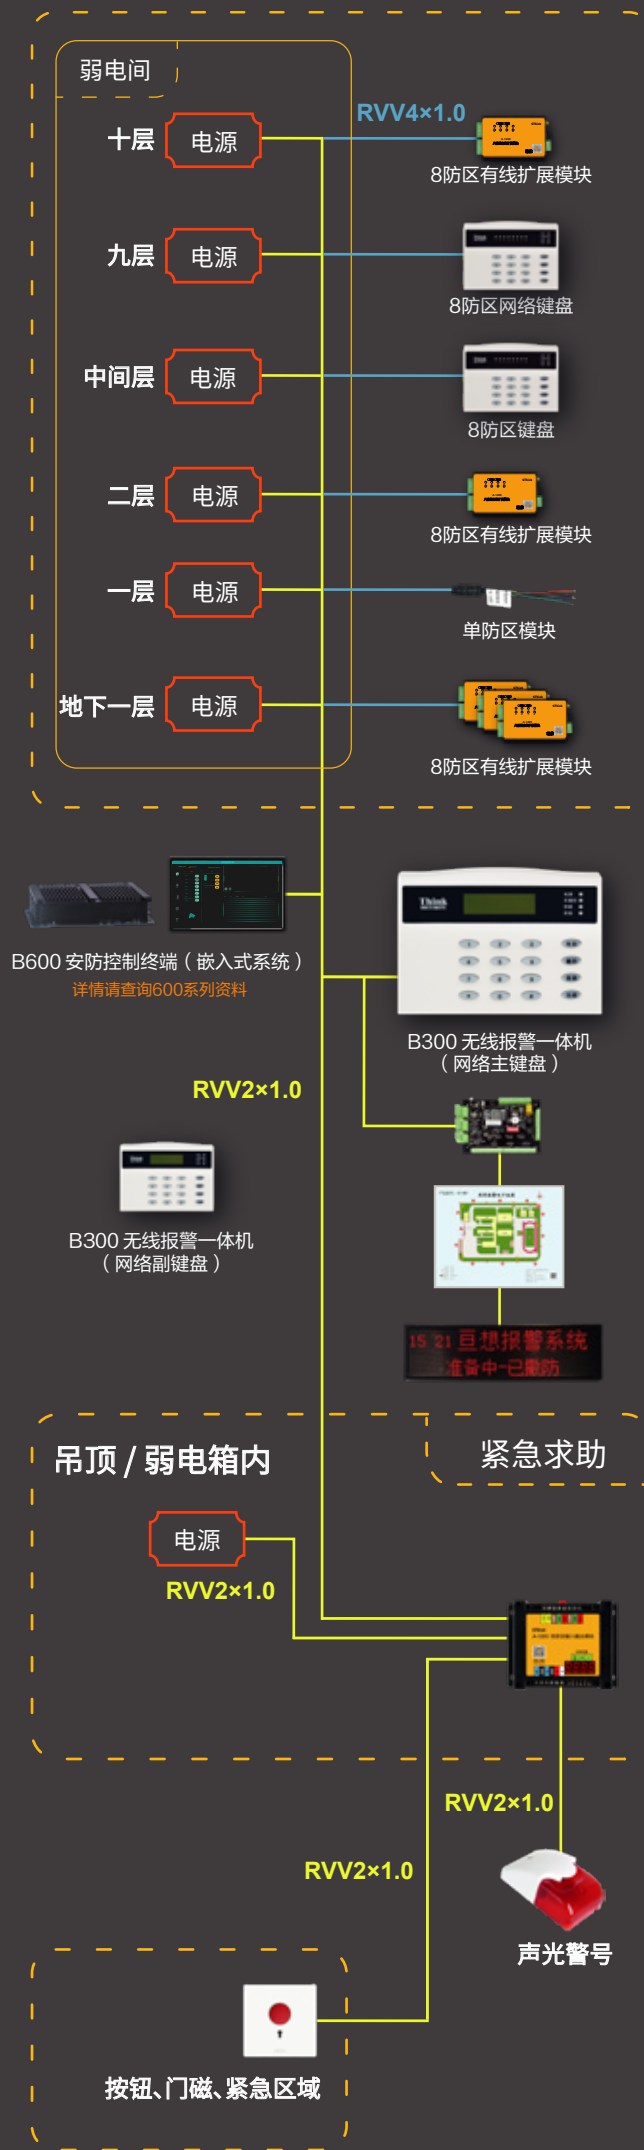 弱电间
十层
电源
RVV4×1.0
8防区有线扩展模块
九层
电源
8防区网络键盘
中间层
电源
8防区键盘
二层
电源
8防区有线扩展模块
一层
电源
单防区模块
地下一层
电源
8防区有线扩展模块
Think
B600 安防控制终端（嵌入式系统）
详情请查询600系列资料
B300 无线报警一体机
（网络主键盘）
RVV2×1.0
B300 无线报警一体机
（网络副键盘）
15 21 亘想报警系统
准备中-已撤防
吊顶 / 弱电箱内
紧急求助
电源
RVV2×1.0
RVV2×1.0
RVV2×1.0
声光警号
按钮、门磁、紧急区域